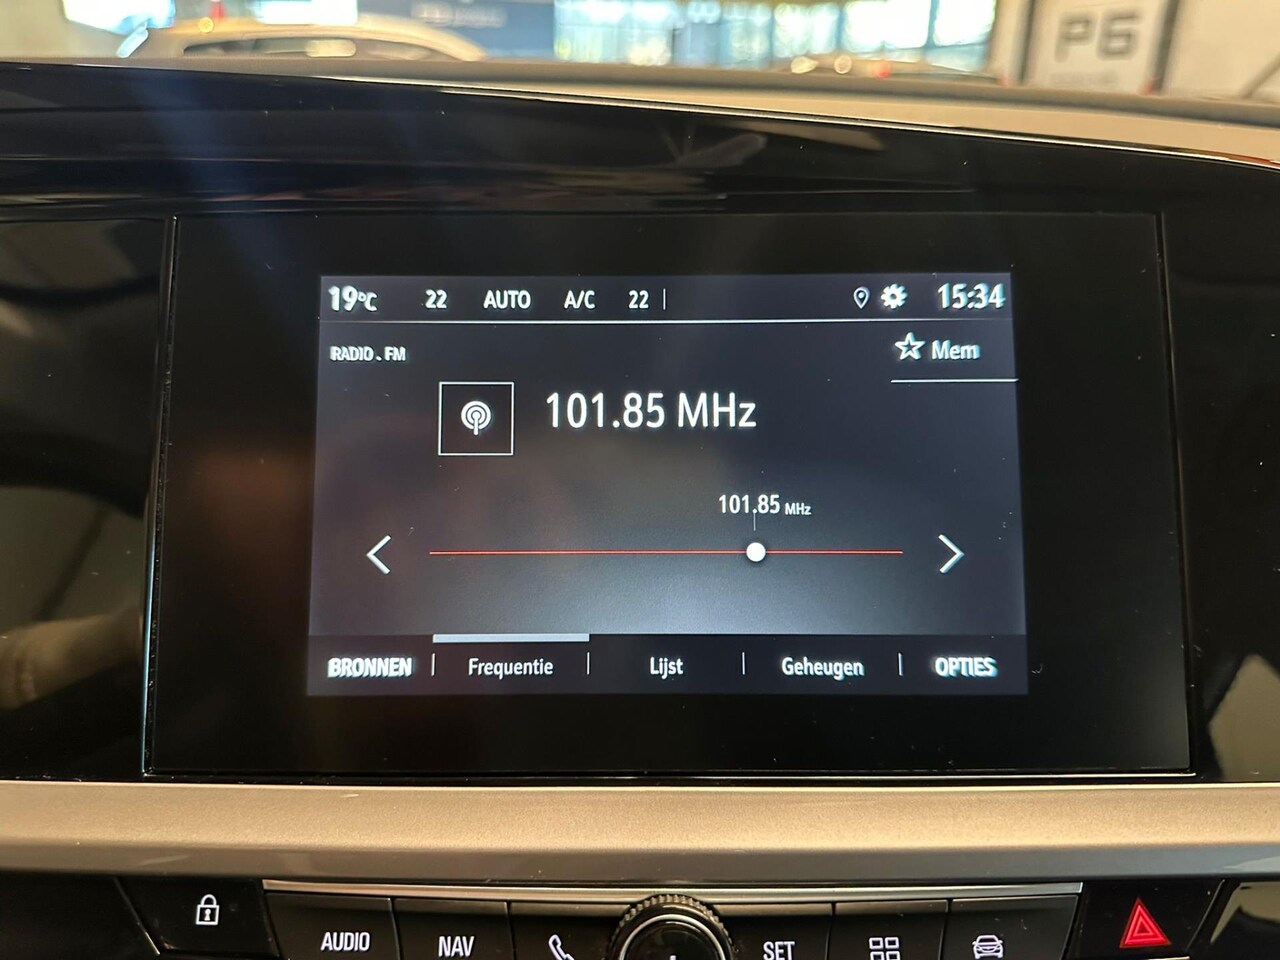 P6
19°C 22 AUTO A/C 22 15:34
RADIO . FM
Mem
101.85 MHz
101.85 MHz
BRONNEN Frequentie Lijst Geheugen OPTIES
AUDIO NAV SET